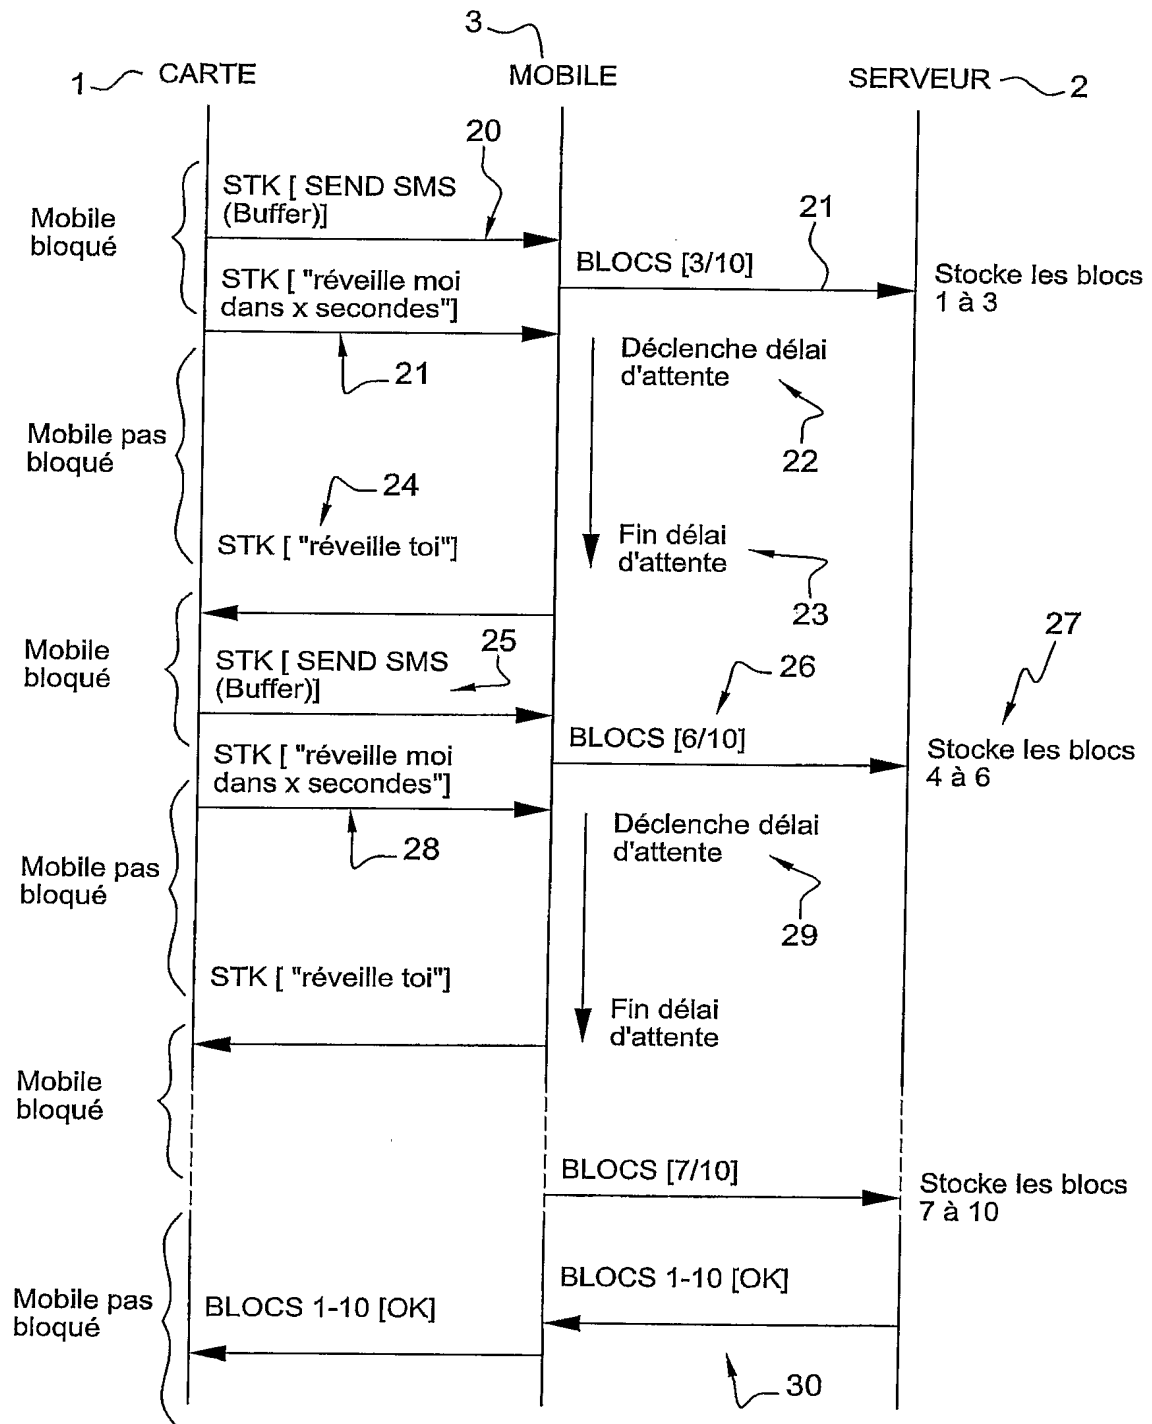 3
1 CARTE
MOBILE
SERVEUR 2
20
STK [ SEND SMS
(Buffer)]
Mobile
bloqué
21
BLOCS [3/10]
STK [ "réveille moi
dans x secondes"]
Stocke les blocs
1 à 3
21
Déclenche délai
d'attente
22
Mobile pas
bloqué
24
STK [ "réveille toi"]
Fin délai
d'attente
23
27
Mobile
bloqué
25
STK [ SEND SMS
(Buffer)]
26
BLOCS [6/10]
STK [ "réveille moi
dans x secondes"]
Stocke les blocs
4 à 6
28
Déclenche délai
d'attente
29
Mobile pas
bloqué
STK [ "réveille toi"]
Fin délai
d'attente
Mobile
bloqué
BLOCS [7/10]
Stocke les blocs
7 à 10
BLOCS 1-10 [OK]
Mobile pas
bloqué
BLOCS 1-10 [OK]
30